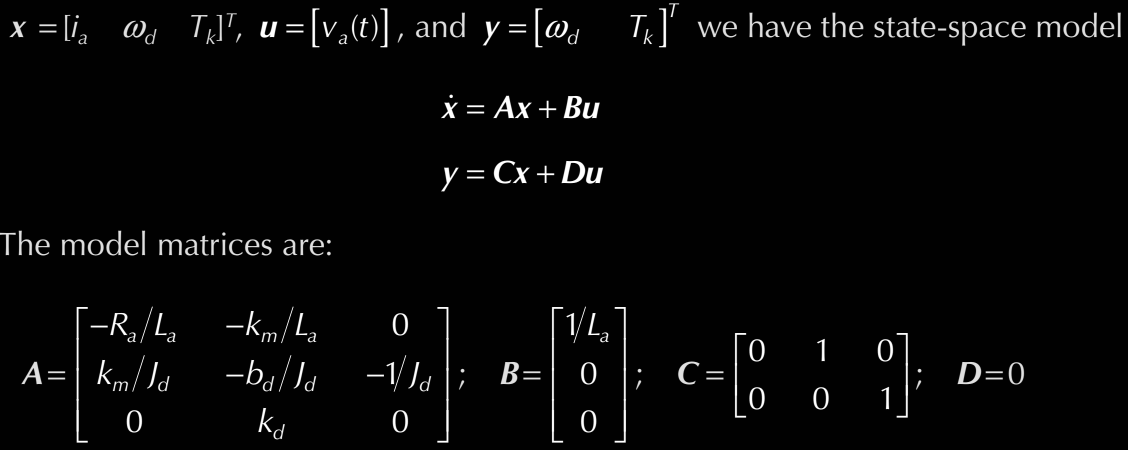 x = [i_a ω_d T_k]^T, u = [v_a(t)], and y = [ω_d T_k]^T we have the state-space model
ẋ = Ax + Bu
y = Cx + Du
The model matrices are:
A= [−R_a/L_a −k_m/L_a 0; k_m/J_d −b_d/J_d −1/J_d; 0 k_d 0]; B= [1/L_a; 0; 0]; C = [0 1 0; 0 0 1]; D=0